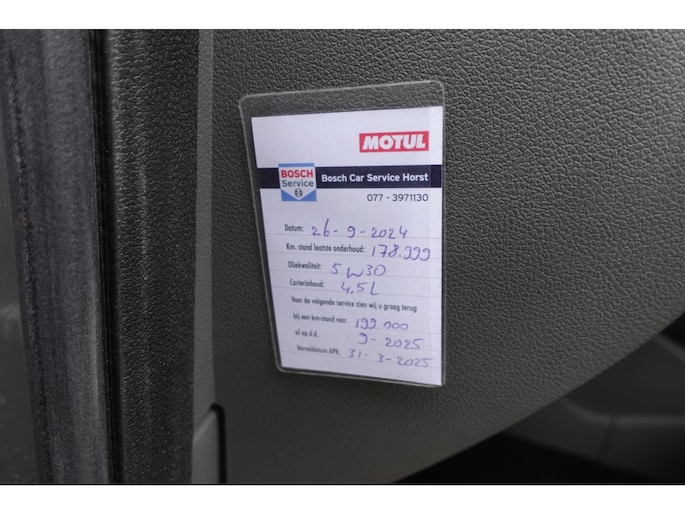 MOTUL
BOSCH
Service
Bosch Car Service Horst
077 - 3971130
Datum: 26-9-2024
Km. stand laatste onderhoud: 178.999
Oliekwaliteit: 5W30
Carterinhoud: 4,5L
Voor de volgende service zien wij u graag terug
bij een km-stand van: 199.000
of op d.d. 9-2025
Vervaldatum APK: 31-3-2025